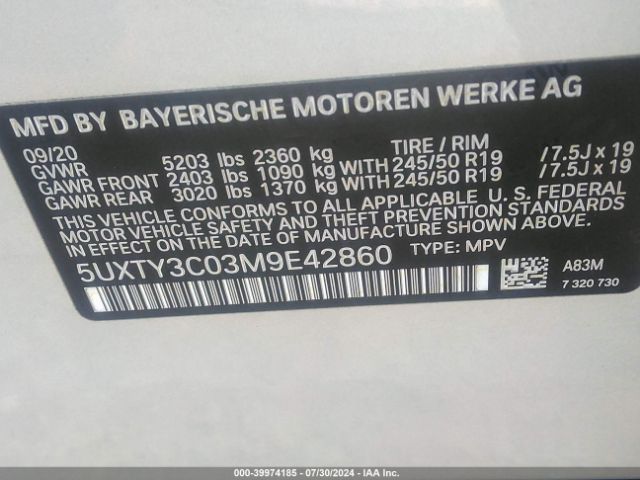 MFD BY BAYERISCHE MOTOREN WERKE AG
09/20 TIRE / RIM
GVWR 5203 lbs 2360 kg
GAWR FRONT 2403 lbs 1090 kg WITH 245/50 R19 / 7.5J x 19
GAWR REAR 3020 lbs 1370 kg WITH 245/50 R19 / 7.5J x 19
THIS VEHICLE CONFORMS TO ALL APPLICABLE U. S. FEDERAL
MOTOR VEHICLE SAFETY AND THEFT PREVENTION STANDARDS
IN EFFECT ON THE DATE OF MANUFACTURE SHOWN ABOVE.
5UXTY3C03M9E42860 TYPE: MPV
A83M
7 320 730
000-39974185 - 07/30/2024 - IAA Inc.